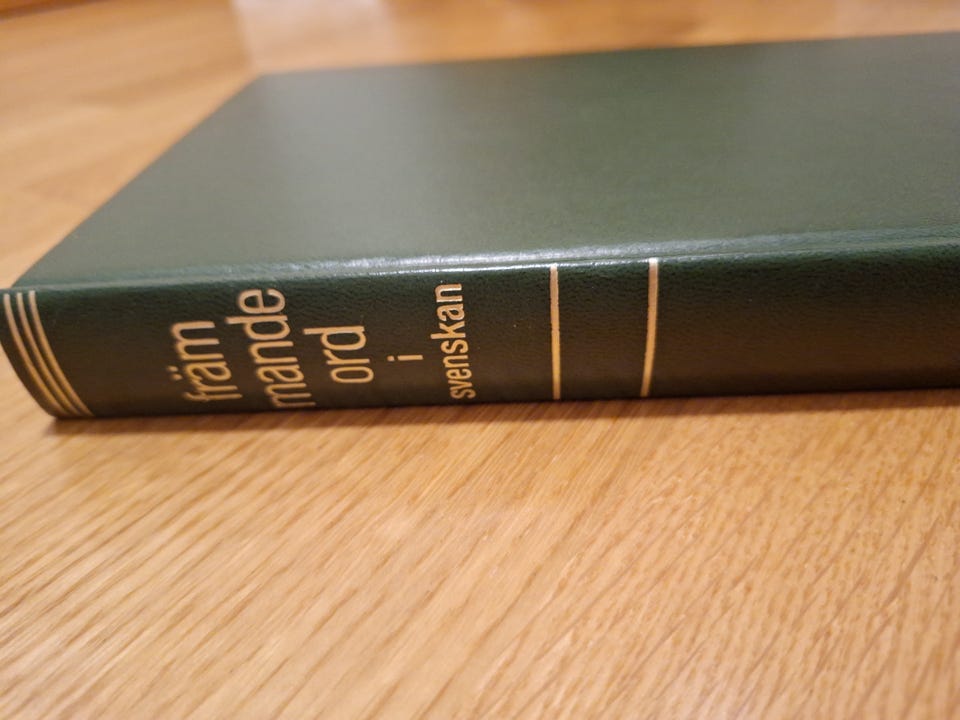 främ
mande
ord
i
svenskan